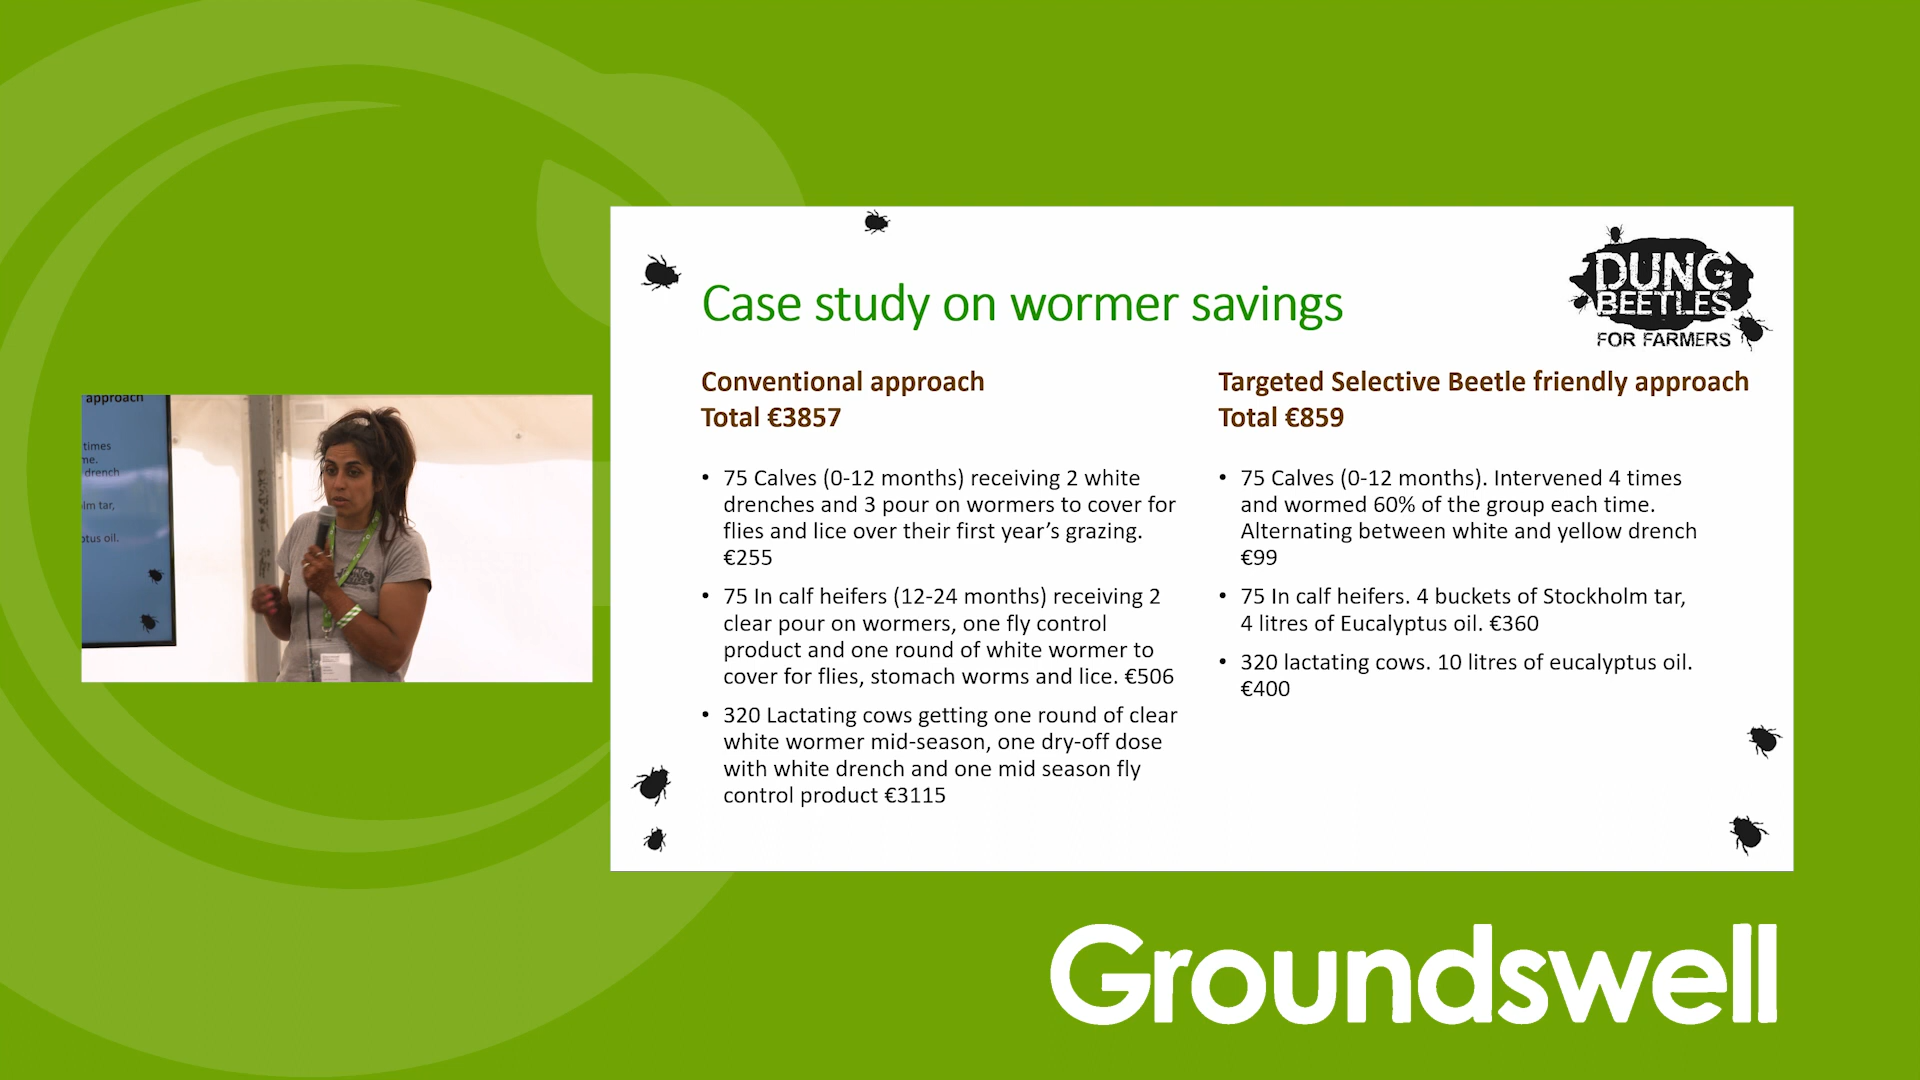 approach
times
me.
drench
lm tar,
ptus oil.
DUNG
BEETLES
FOR FARMERS
Case study on wormer savings
Conventional approach
Total €3857
• 75 Calves (0-12 months) receiving 2 white
drenches and 3 pour on wormers to cover for
flies and lice over their first year’s grazing.
€255
• 75 In calf heifers (12-24 months) receiving 2
clear pour on wormers, one fly control
product and one round of white wormer to
cover for flies, stomach worms and lice. €506
• 320 Lactating cows getting one round of clear
white wormer mid-season, one dry-off dose
with white drench and one mid season fly
control product €3115
Targeted Selective Beetle friendly approach
Total €859
• 75 Calves (0-12 months). Intervened 4 times
and wormed 60% of the group each time.
Alternating between white and yellow drench
€99
• 75 In calf heifers. 4 buckets of Stockholm tar,
4 litres of Eucalyptus oil. €360
• 320 lactating cows. 10 litres of eucalyptus oil.
€400
Groundswell